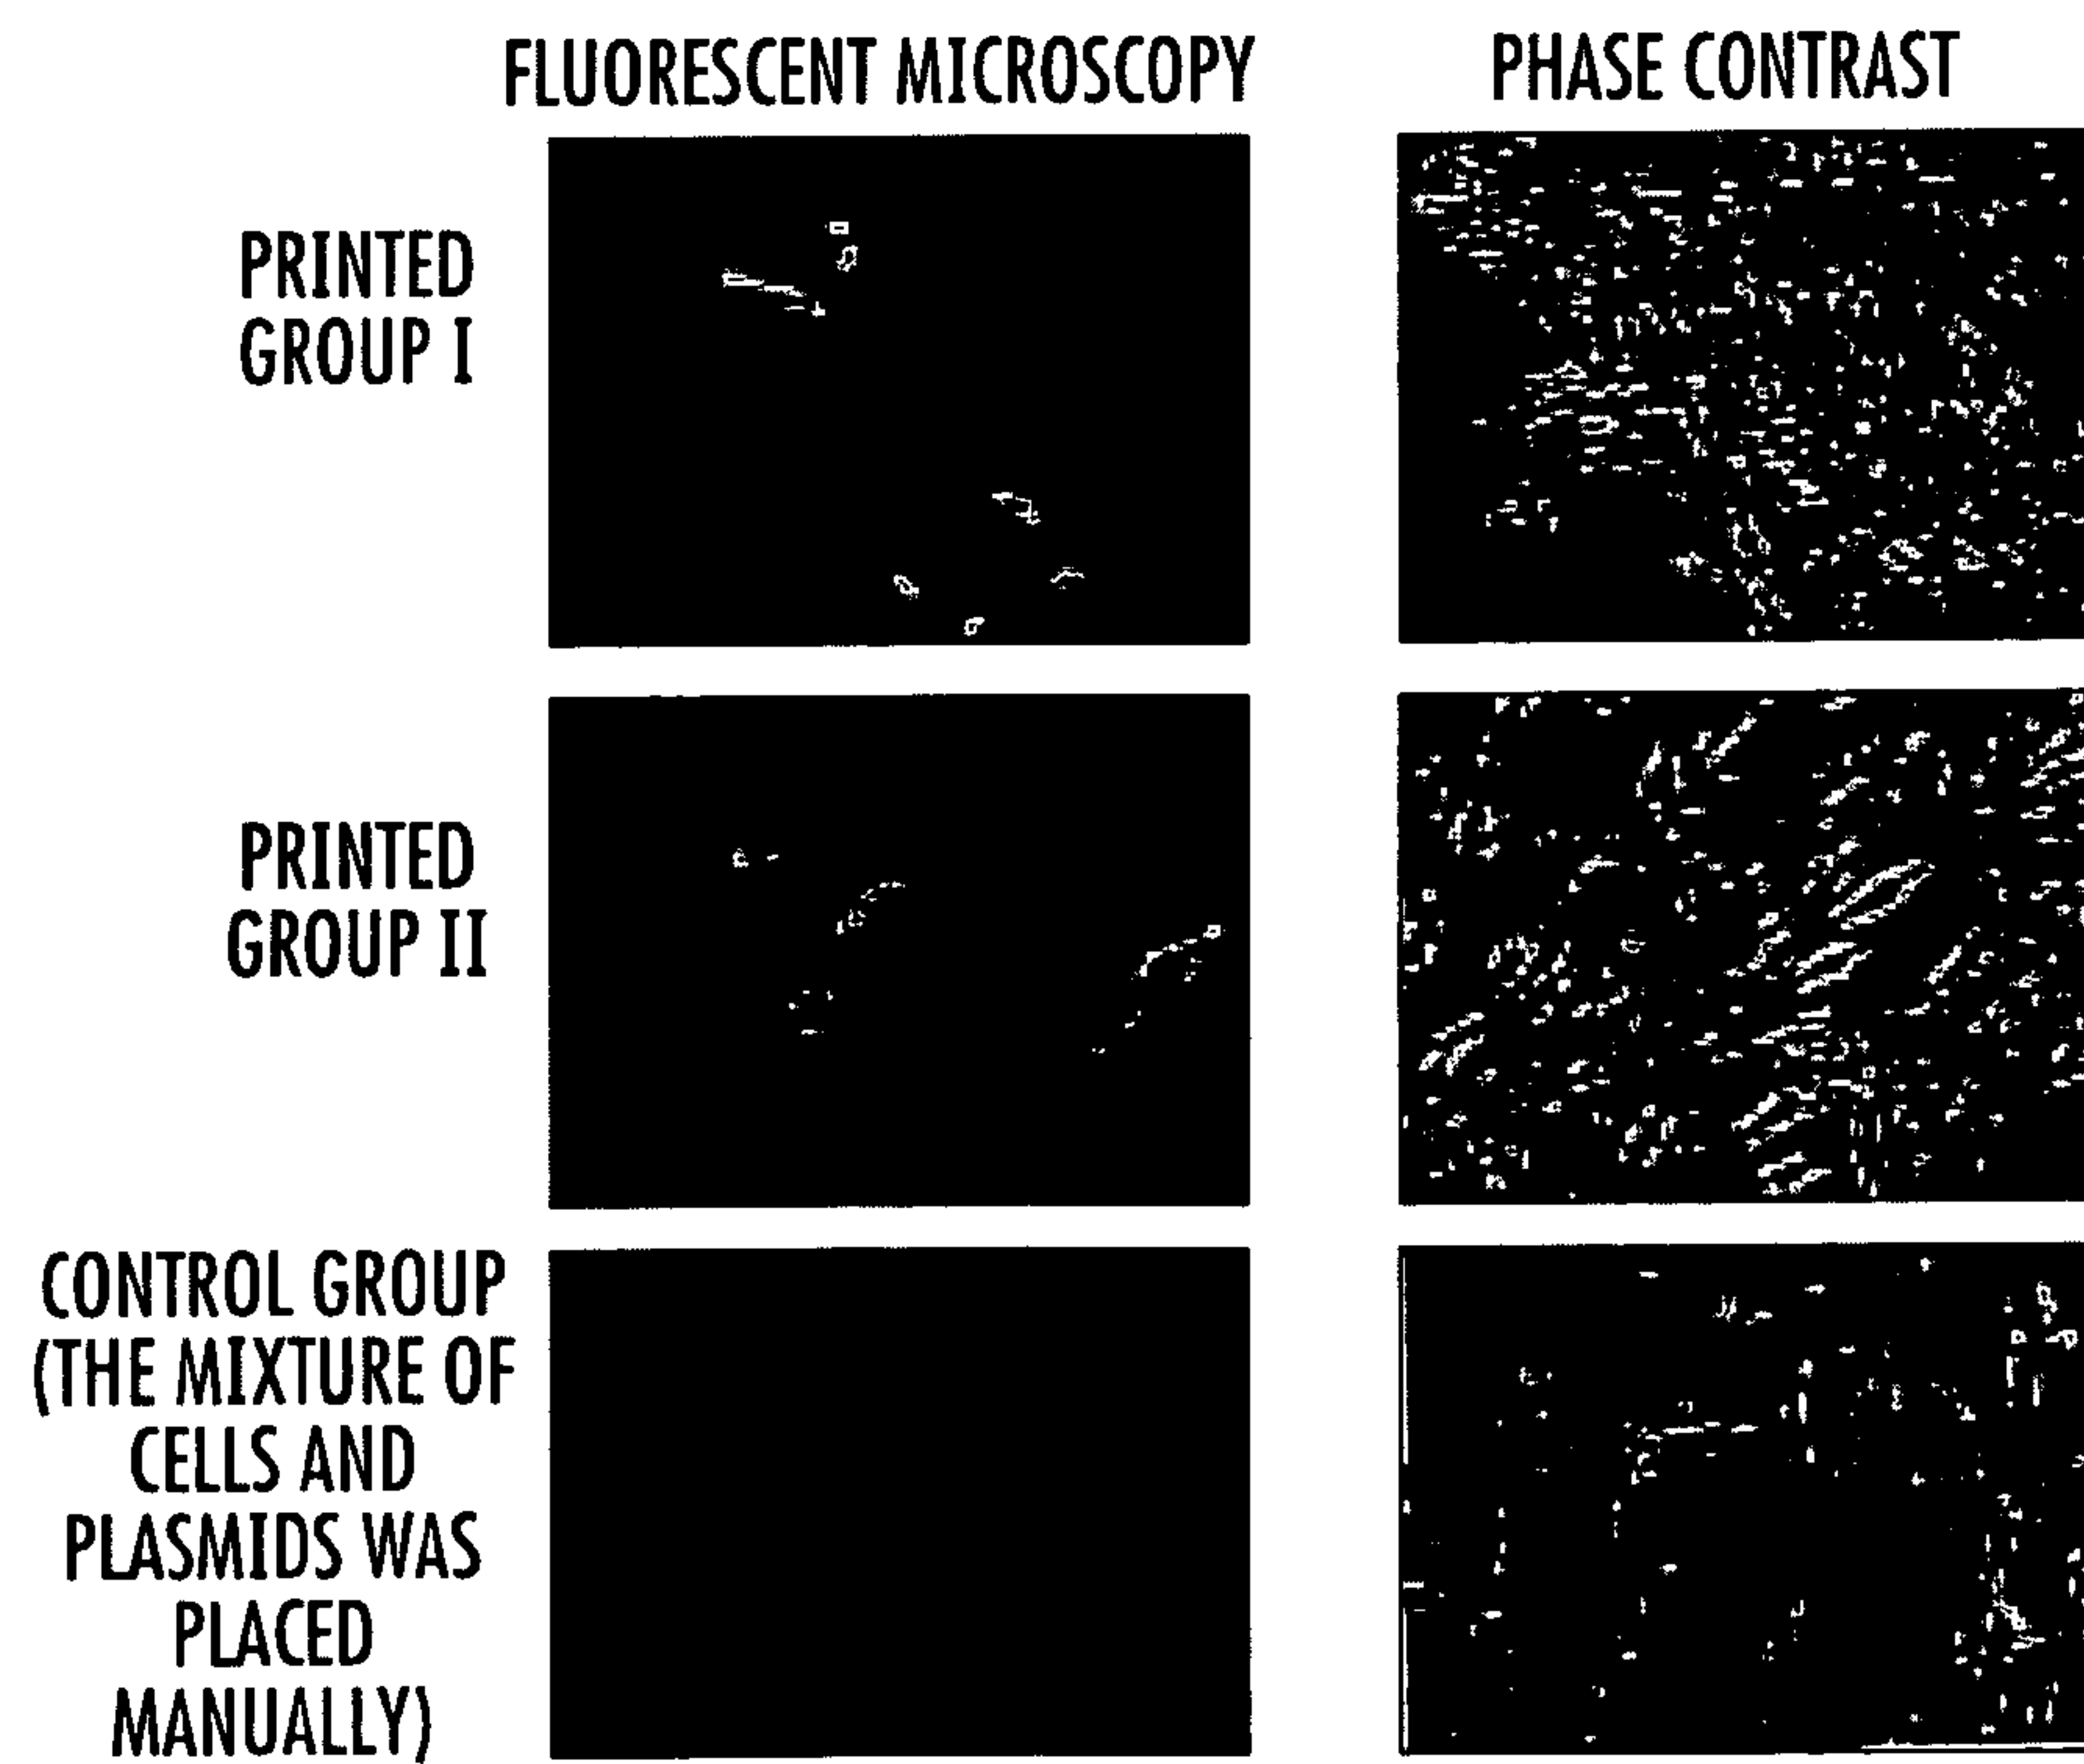 FLUORESCENT MICROSCOPY
PHASE CONTRAST
PRINTED
GROUP I
PRINTED
GROUP II
CONTROL GROUP
(THE MIXTURE OF
CELLS AND
PLASMIDS WAS
PLACED
MANUALLY)